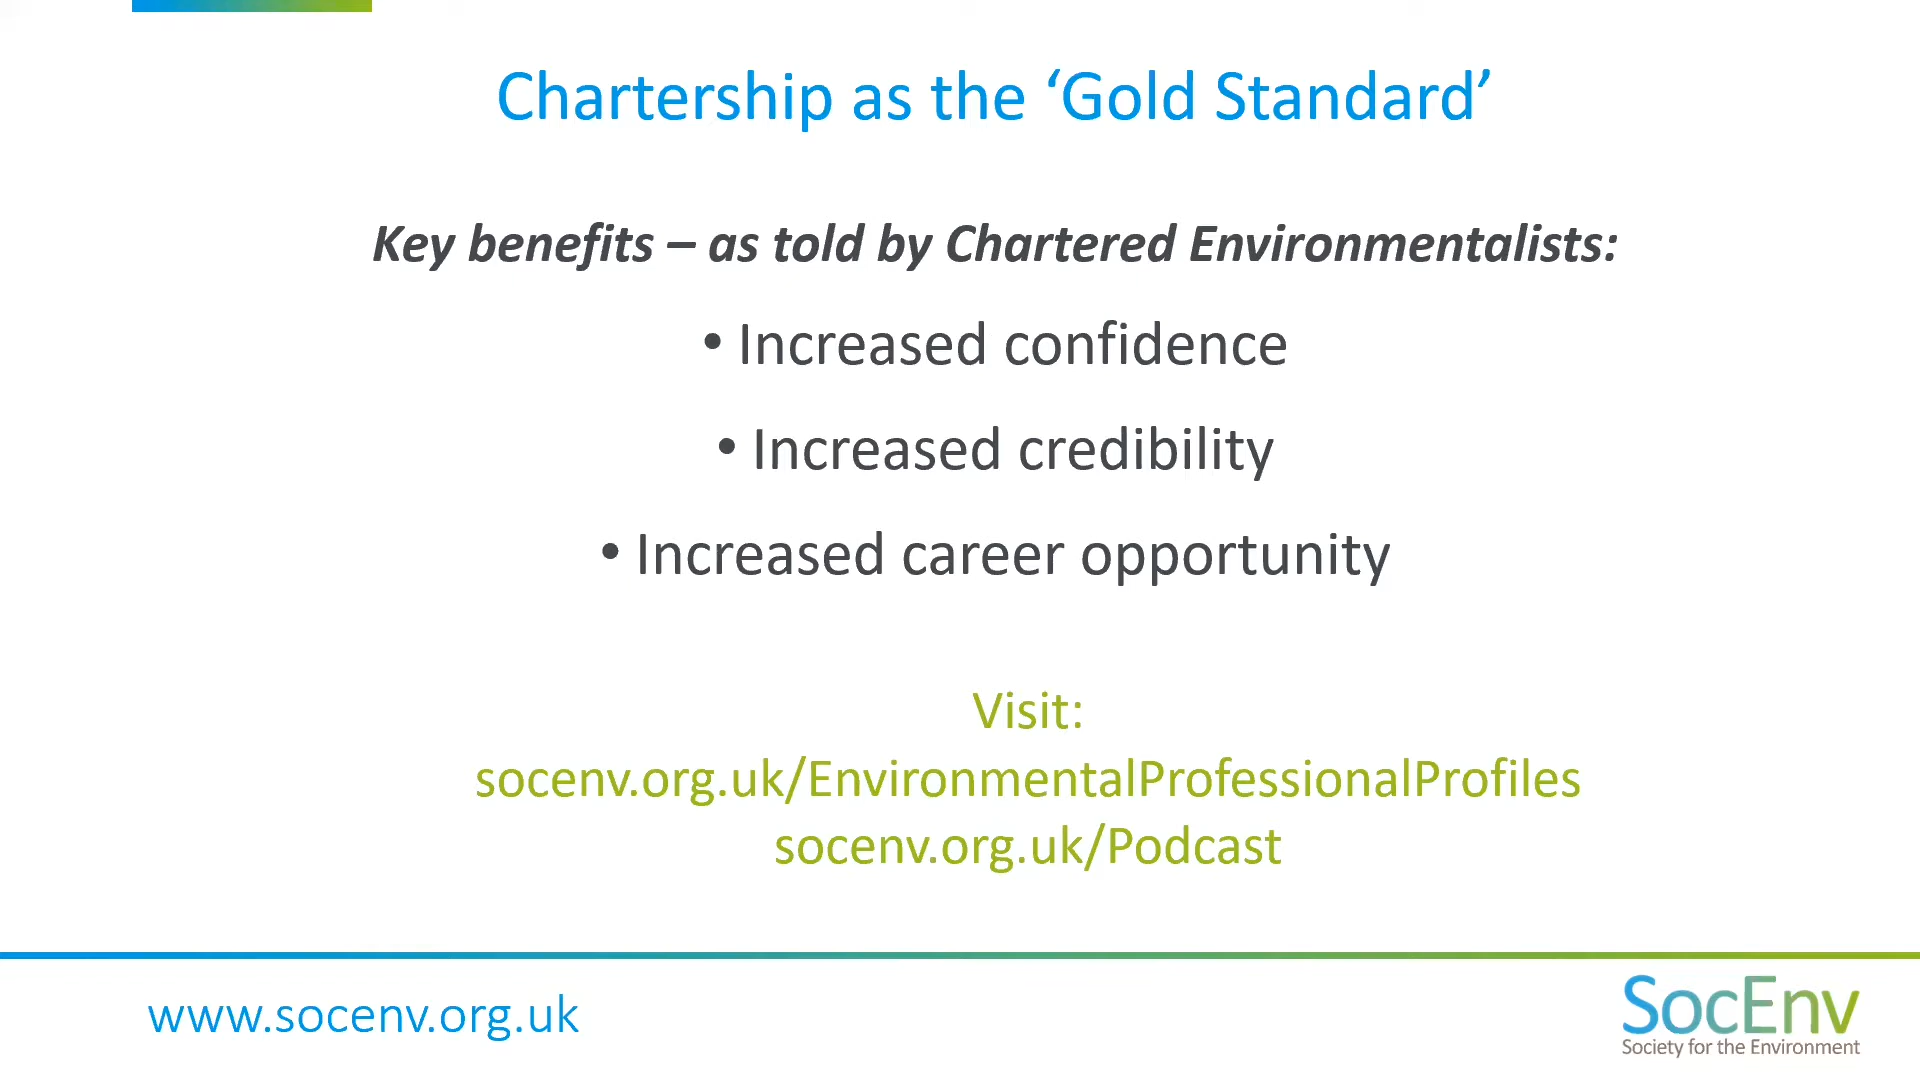 Chartership as the ‘Gold Standard’
Key benefits – as told by Chartered Environmentalists:
• Increased confidence
• Increased credibility
• Increased career opportunity
Visit:
socenv.org.uk/EnvironmentalProfessionalProfiles
socenv.org.uk/Podcast
www.socenv.org.uk
SocEnv
Society for the Environment